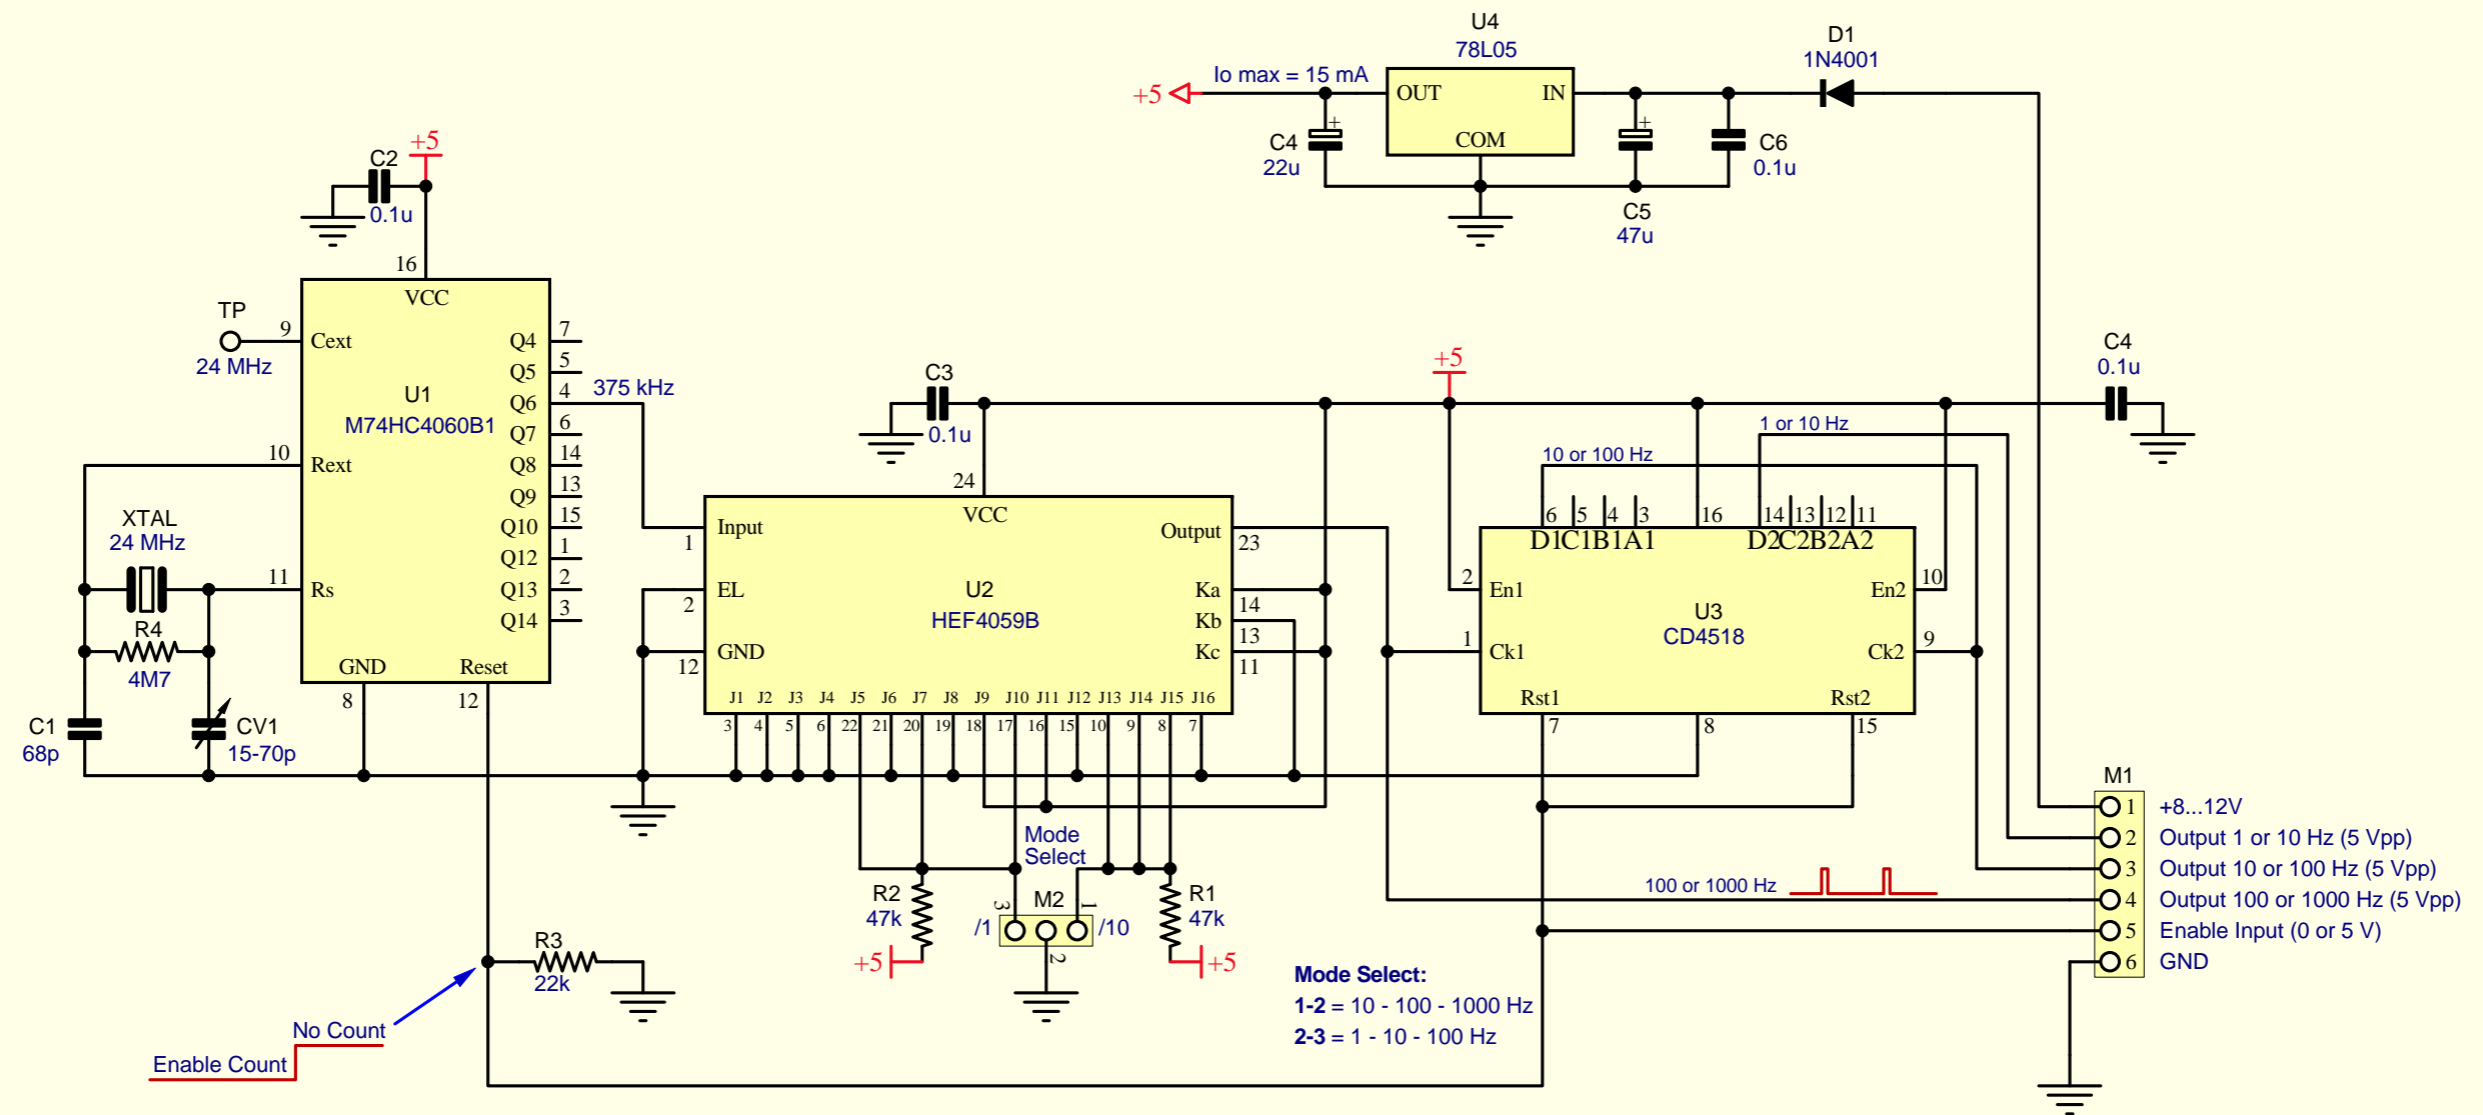 U4
78L05
D1
1N4001
Io max = 15 mA
+5
OUT
IN
COM
+
C4
22u
+
C5
47u
C6
0.1u
C2
0.1u
+5
16
VCC
TP
24 MHz
9
Cext
U1
M74HC4060B1
10
Rext
11
Rs
GND
8
Reset
12
Q4
7
Q5
5
Q6
4
Q7
6
Q8
14
Q9
13
Q10
15
Q12
1
Q13
2
Q14
3
375 kHz
XTAL
24 MHz
R4
4M7
C1
68p
CV1
15-70p
C3
0.1u
24
VCC
Input
1
EL
2
GND
12
U2
HEF4059B
Output
23
Ka
14
Kb
13
Kc
11
J1 J2 J3 J4 J5 J6 J7 J8 J9 J10 J11 J12 J13 J14 J15 J16
3 4 5 6 22 21 20 19 18 17 16 15 10 9 8 7
+5
C4
0.1u
1 or 10 Hz
10 or 100 Hz
6 5 4 3 16 14 13 12 11
D1C1B1A1 D2C2B2A2
2
En1
En2
10
U3
CD4518
1
Ck1
Ck2
9
Rst1
Rst2
7
8
15
Mode
Select
R2
47k
+5
3
M2
1
/1
/10
2
R1
47k
+5
R3
22k
No Count
Enable Count
Mode Select:
1-2 = 10 - 100 - 1000 Hz
2-3 = 1 - 10 - 100 Hz
100 or 1000 Hz
M1
1 +8...12V
2 Output 1 or 10 Hz (5 Vpp)
3 Output 10 or 100 Hz (5 Vpp)
4 Output 100 or 1000 Hz (5 Vpp)
5 Enable Input (0 or 5 V)
6 GND